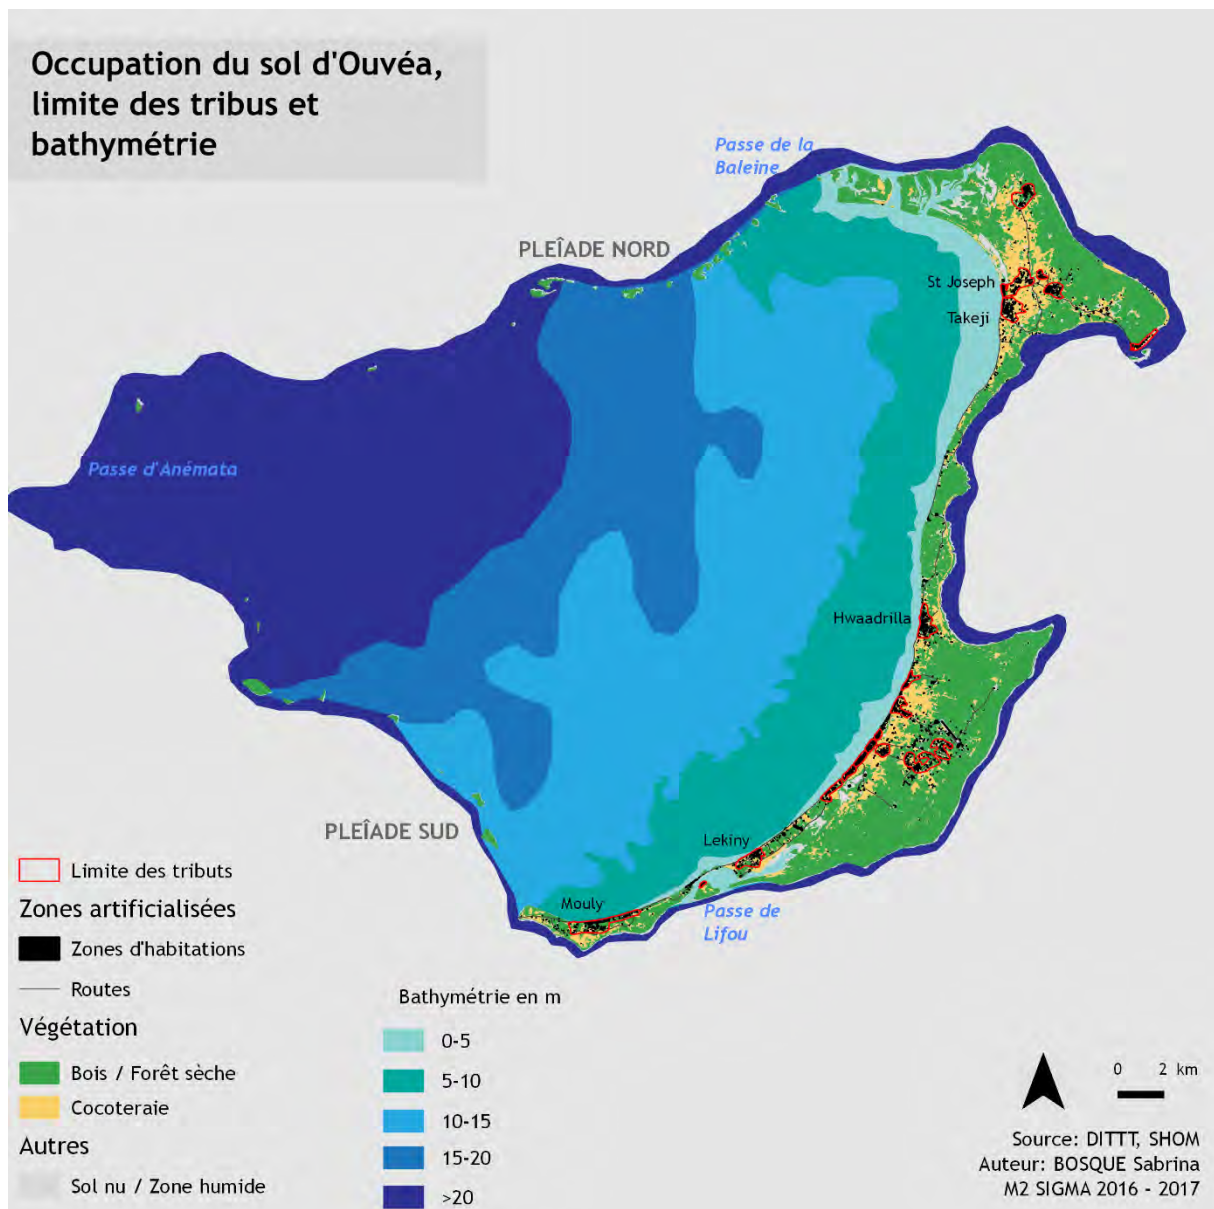 Occupation du sol d'Ouvéa,
limite des tribus et
bathymétrie
Passe de la
Baleine
PLEÎADE NORD
St Joseph
Takeji
Passe d'Anémata
Hwaadrilla
PLEÎADE SUD
Lekiny
Mouly
Passe de
Lifou
Limite des tributs
Zones artificialisées
Zones d'habitations
Routes
Végétation
Bois / Forêt sèche
Cocoteraie
Autres
Sol nu / Zone humide
Bathymétrie en m
0-5
5-10
10-15
15-20
>20
0 2 km
Source: DITTT, SHOM
Auteur: BOSQUE Sabrina
M2 SIGMA 2016 - 2017